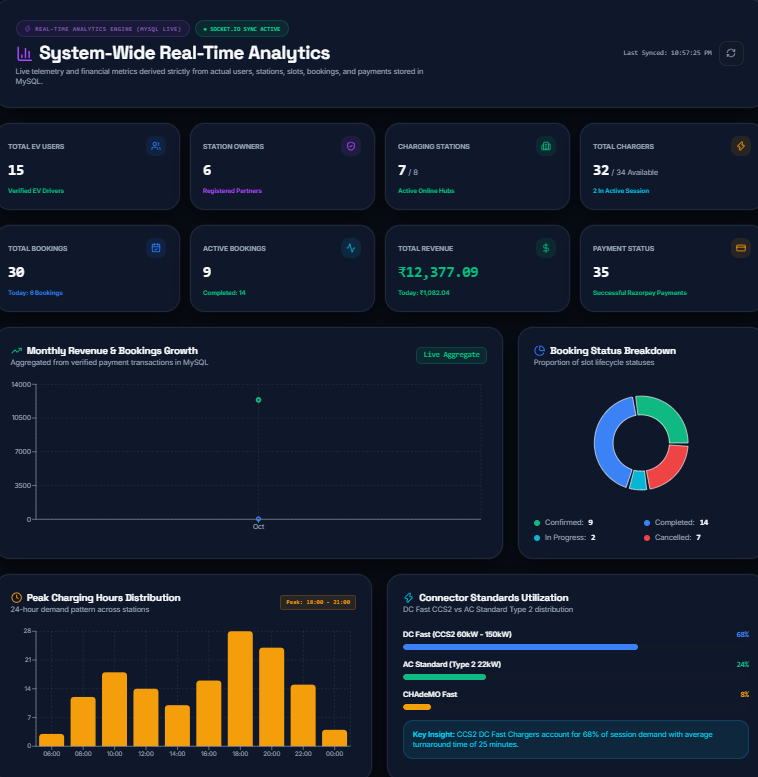 REAL-TIME ANALYTICS ENGINE (MYSQL LIVE)
● SOCKET.IO SYNC ACTIVE
System-Wide Real-Time Analytics
Live telemetry and financial metrics derived strictly from actual users, stations, slots, bookings, and payments stored in
MySQL.
Last Synced: 10:57:25 PM
TOTAL EV USERS
15
Verified EV Drivers
STATION OWNERS
6
Registered Partners
CHARGING STATIONS
7 / 8
Active Online Hubs
TOTAL CHARGERS
32 / 34 Available
2 In Active Session
TOTAL BOOKINGS
30
Today: 8 Bookings
ACTIVE BOOKINGS
9
Completed: 14
TOTAL REVENUE
₹12,377.09
Today: ₹1,082.04
PAYMENT STATUS
35
Successful Razorpay Payments
Monthly Revenue & Bookings Growth
Aggregated from verified payment transactions in MySQL
Live Aggregate
14000
10500
7000
3500
0
Oct
Booking Status Breakdown
Proportion of slot lifecycle statuses
Confirmed: 9
Completed: 14
In Progress: 2
Cancelled: 7
Peak Charging Hours Distribution
24-hour demand pattern across stations
Peak: 18:00 - 21:00
28
21
14
7
0
06:00 08:00 10:00 12:00 14:00 16:00 18:00 20:00 22:00 00:00
Connector Standards Utilization
DC Fast CCS2 vs AC Standard Type 2 distribution
DC Fast (CCS2 60kW - 150kW) 68%
AC Standard (Type 2 22kW) 24%
CHAdeMO Fast 8%
Key Insight: CCS2 DC Fast Chargers account for 68% of session demand with average
turnaround time of 25 minutes.